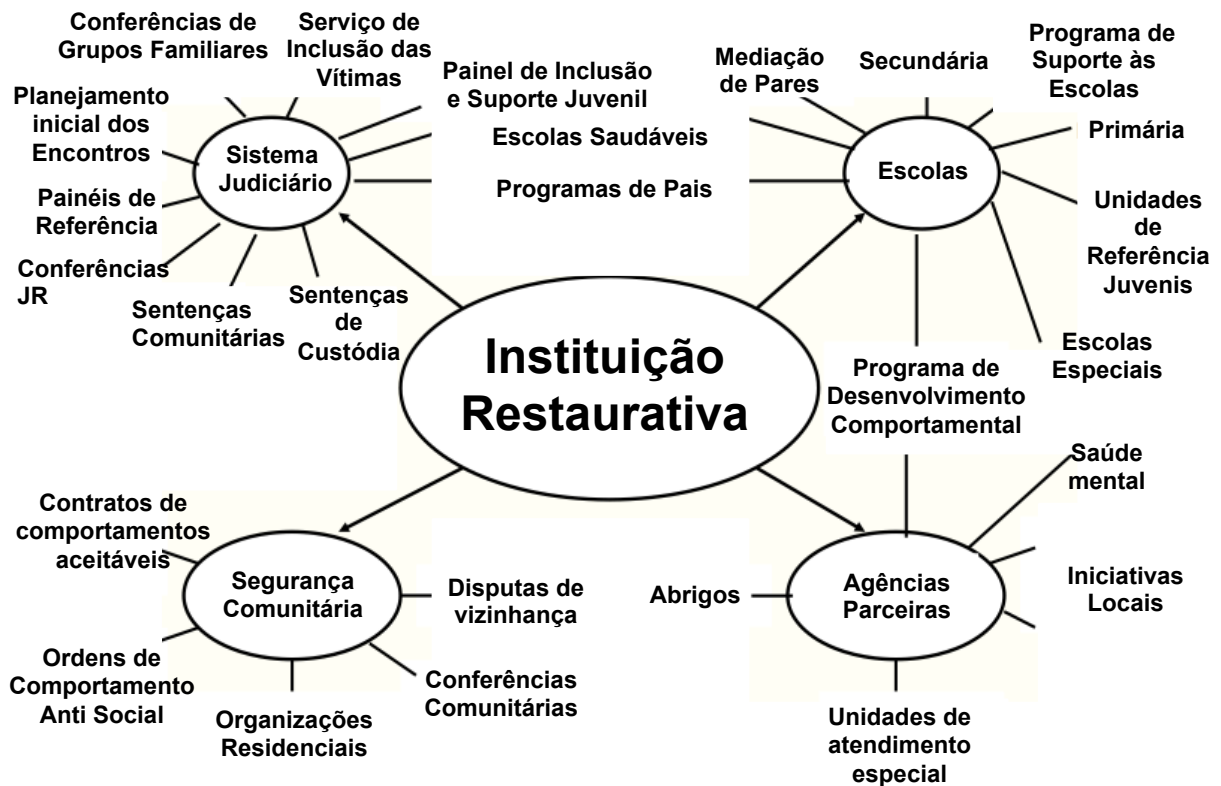 Conferências de
Grupos Familiares
Serviço de
Inclusão das
Vítimas
Painel de Inclusão
e Suporte Juvenil
Mediação
de Pares
Secundária
Programa de
Suporte às
Escolas
Planejamento
inicial dos
Encontros
Sistema
Judiciário
Escolas Saudáveis
Escolas
Primária
Painéis de
Referência
Programas de Pais
Unidades
de
Referência
Juvenis
Conferências
JR
Sentenças
Comunitárias
Sentenças
de
Custódia
Instituição
Restaurativa
Programa de
Desenvolvimento
Comportamental
Escolas
Especiais
Contratos de
comportamentos
aceitáveis
Saúde
mental
Segurança
Comunitária
Disputas de
vizinhança
Abrigos
Agências
Parceiras
Iniciativas
Locais
Ordens de
Comportamento
Anti Social
Organizações
Residenciais
Conferências
Comunitárias
Unidades de
atendimento
especial